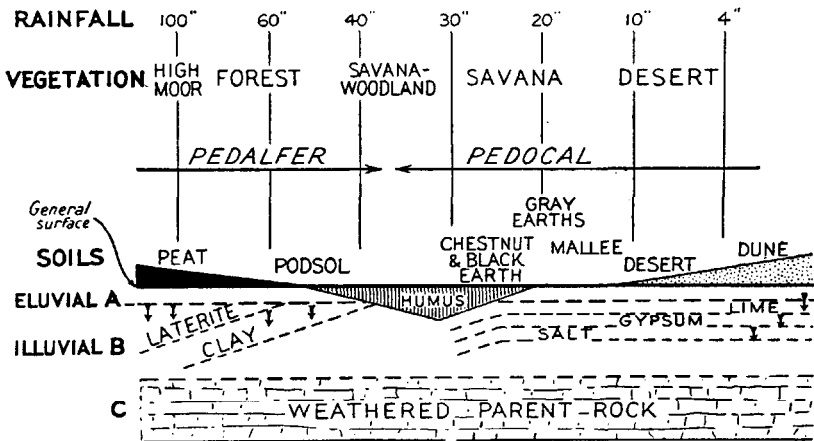 RAINFALL 100" 60" 40" 30" 20" 10" 4"
VEGETATION HIGH MOOR FOREST SAVANA-WOODLAND SAVANA DESERT
PEDALFER PEDOCAL
General surface
GRAY EARTHS
SOILS PEAT PODSOL CHESTNUT & BLACK EARTH MALLEE DESERT DUNE
ELUVIAL A HUMUS
LATERITE CLAY SALT GYPSUM LIME
ILLUVIAL B
C WEATHERED PARENT ROCK